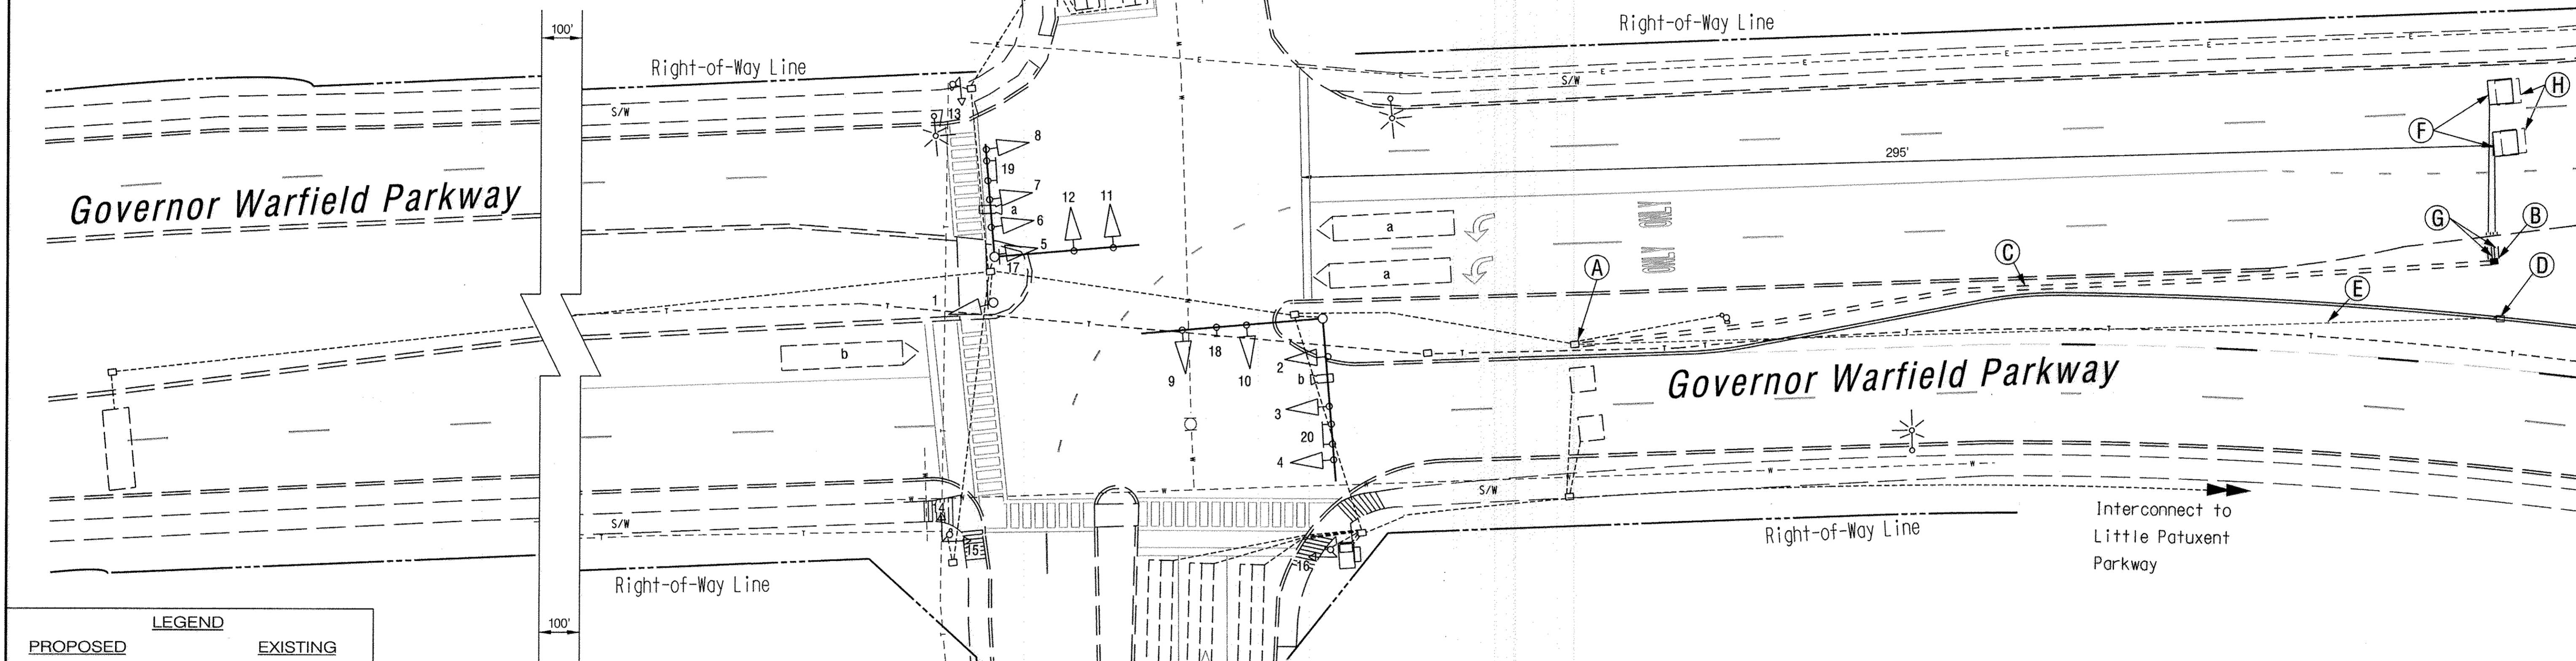 100'
Right-of-Way Line
Right-of-Way Line
E
E
E
E
E
E
E
S/W
S/W
H
F
295'
13
8
19
7
a
6
12
11
5
17
Governor Warfield Parkway
a
a
ONLY
ONLY
G
B
C
D
A
E
1
T
T
T
T
T
T
T
T
b
18
9
10
2
b
3
20
4
Governor Warfield Parkway
W
W
W
W
W
S/W
S/W
14
15
16
T
T
Right-of-Way Line
Right-of-Way Line
Interconnect to
Little Patuxent
Parkway
100'
LEGEND
PROPOSED EXISTING